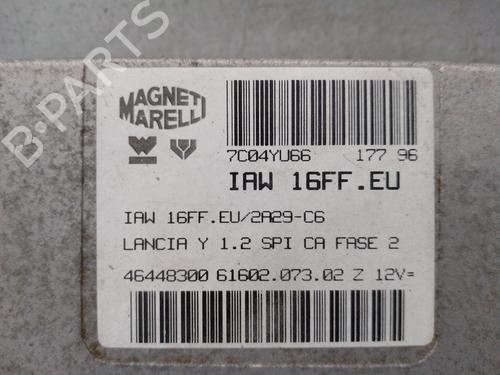 MAGNETI
MARELLI
7C04YU66 177 96
IAW 16FF.EU
IAW 16FF.EU/2A29-C6
LANCIA Y 1.2 SPI CA FASE 2
46448300 61602.073.02 Z 12V=
B-PARTS